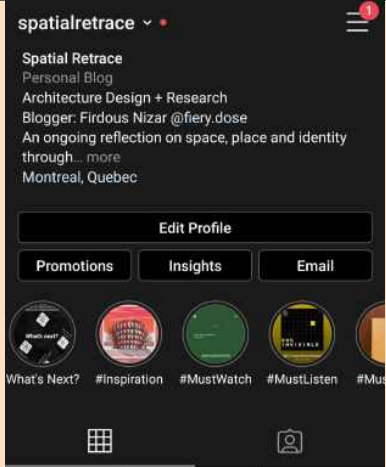 spatialretrace
1
Spatial Retrace
Personal Blog
Architecture Design + Research
Blogger: Firdous Nizar @fiery.dose
An ongoing reflection on space, place and identity
through... more
Montreal, Quebec
Edit Profile
Promotions Insights Email
What's next?
INVISIBLE
What's Next? #Inspiration #MustWatch #MustListen #Mus